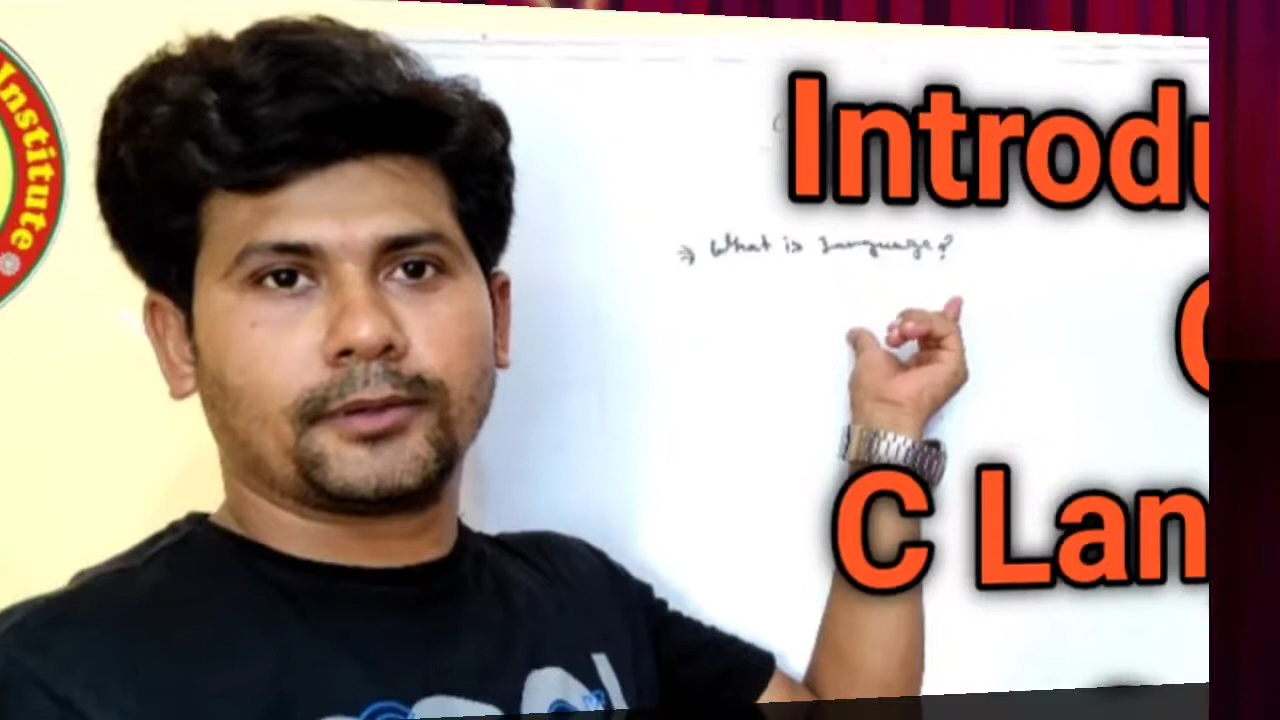 Institute
Introdu
=> What is Language?
C Lan